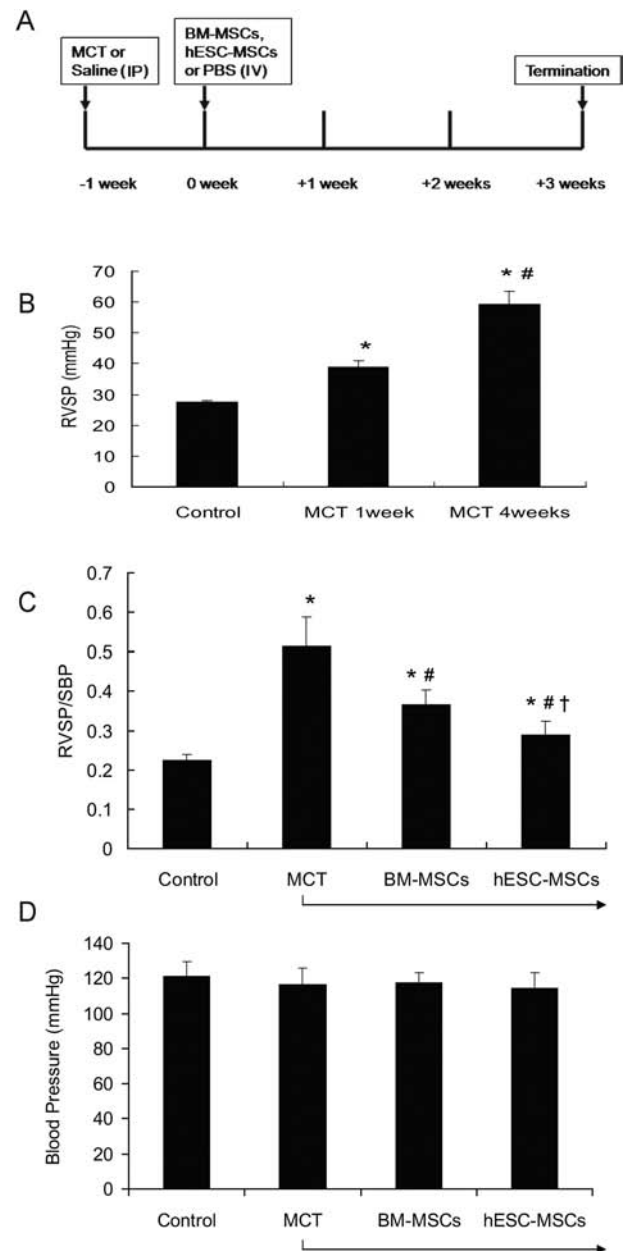 A
MCT or
Saline (IP)
BM-MSCs,
hESC-MSCs
or PBS (IV)
Termination
-1 week 0 week +1 week +2 weeks +3 weeks
B
RVSP (mmHg)
70
60
50
40
30
20
10
0
*
* #
Control MCT 1week MCT 4weeks
C
RVSP/SBP
0.7
0.6
0.5
0.4
0.3
0.2
0.1
0
*
* #
* # †
Control MCT BM-MSCs hESC-MSCs
D
Blood Pressure (mmHg)
140
120
100
80
60
40
20
0
Control MCT BM-MSCs hESC-MSCs